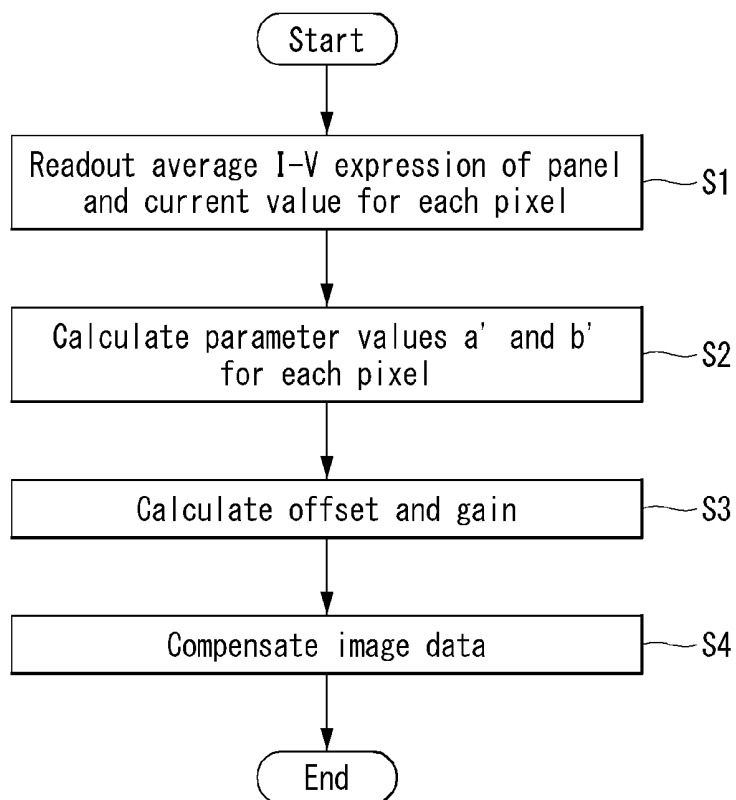 Start
Readout average I-V expression of panel
and current value for each pixel
S1
Calculate parameter values a' and b'
for each pixel
S2
Calculate offset and gain
S3
Compensate image data
S4
End